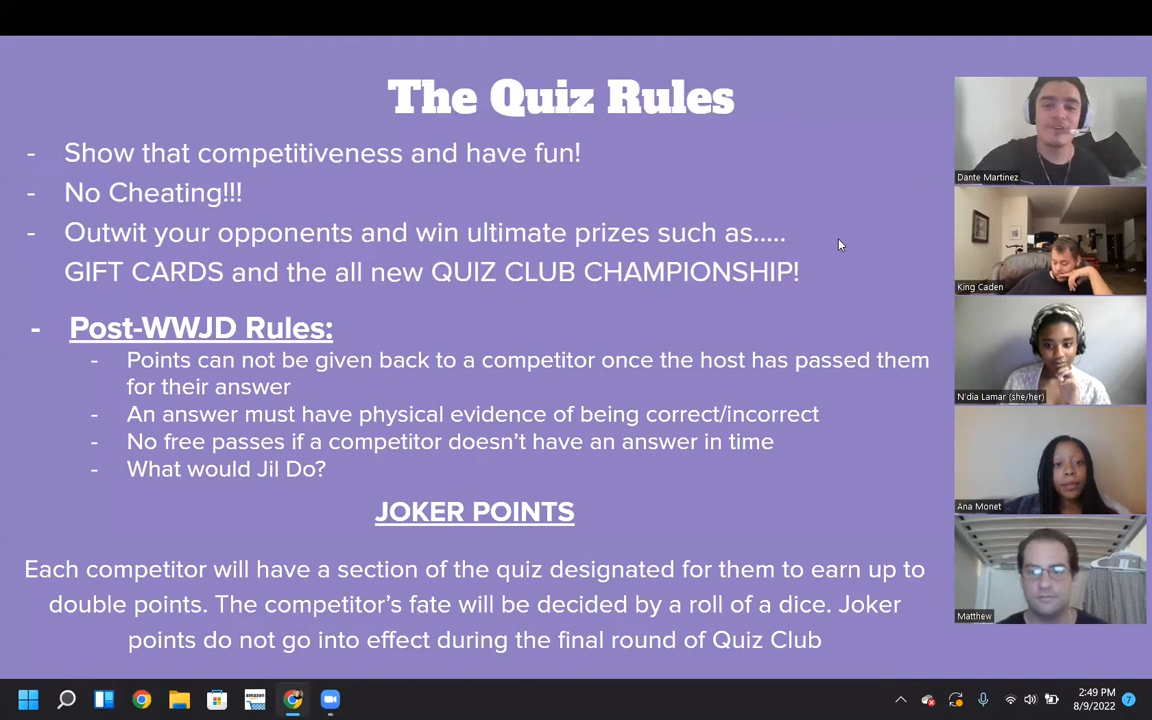 The Quiz Rules
- Show that competitiveness and have fun!
- No Cheating!!!
- Outwit your opponents and win ultimate prizes such as.....
GIFT CARDS and the all new QUIZ CLUB CHAMPIONSHIP!
- Post-WWJD Rules:
- Points can not be given back to a competitor once the host has passed them
for their answer
- An answer must have physical evidence of being correct/incorrect
- No free passes if a competitor doesn't have an answer in time
- What would Jil Do?
JOKER POINTS
Each competitor will have a section of the quiz designated for them to earn up to
double points. The competitor's fate will be decided by a roll of a dice. Joker
points do not go into effect during the final round of Quiz Club
Dante Martinez
King Caden
N'dia Lamar (she/her)
Ana Monet
Matthew
amazon
2:49 PM
8/9/2022
7